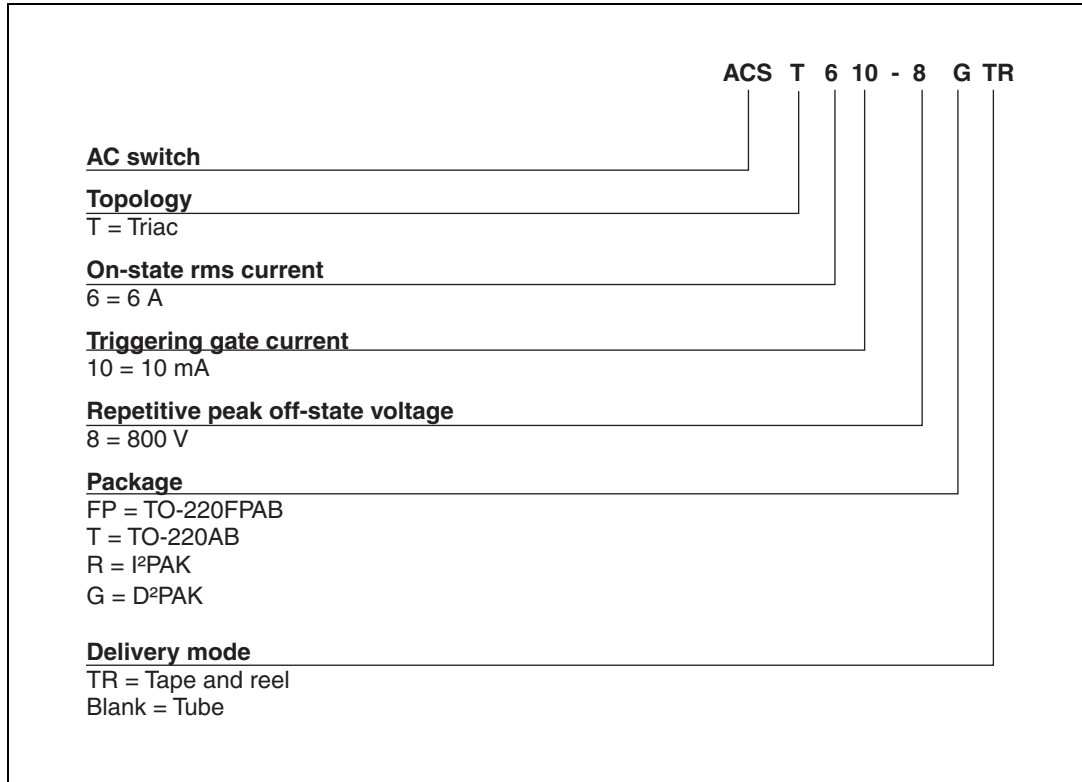 ACS T 6 10 - 8 G TR
AC switch
Topology
T = Triac
On-state rms current
6 = 6 A
Triggering gate current
10 = 10 mA
Repetitive peak off-state voltage
8 = 800 V
Package
FP = TO-220FPAB
T = TO-220AB
R = I²PAK
G = D²PAK
Delivery mode
TR = Tape and reel
Blank = Tube